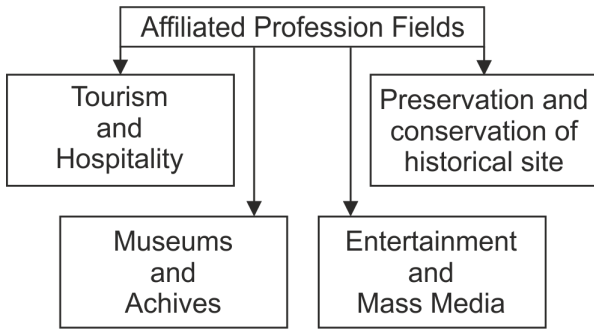 Affiliated Profession Fields
Tourism
and
Hospitality
Preservation and
conservation of
historical site
Museums
and
Achives
Entertainment
and
Mass Media